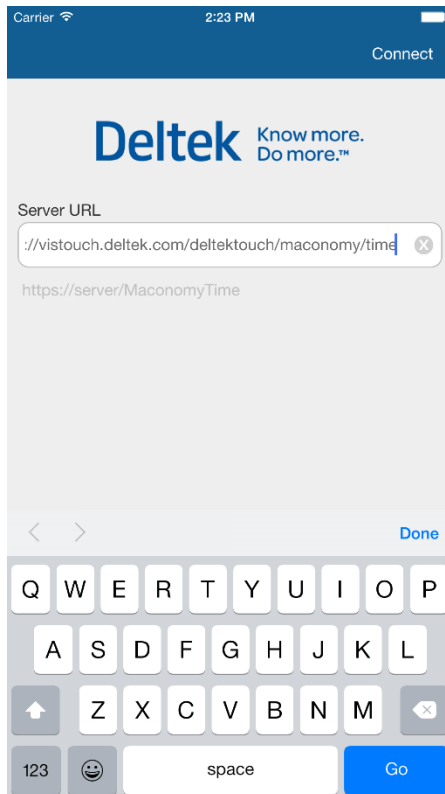 Carrier 2:23 PM
Connect
Deltek Know more.
Do more.™
Server URL
://vistouch.deltek.com/deltektouch/maconomy/time
https://server/MaconomyTime
Done
Q W E R T Y U I O P
A S D F G H J K L
Z X C V B N M
123 space Go